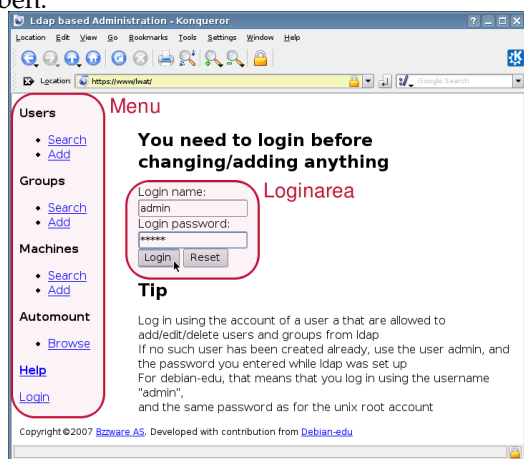 ben.
Ldap based Administration - Konqueror
Location Edit View Go Bookmarks Tools Settings Window Help
Location: https://www/lwat/ Google Search
Menu
Users
Search
Add
Groups
Search
Add
Machines
Search
Add
Automount
Browse
Help
Login
You need to login before
changing/adding anything
Loginarea
Login name:
admin
Login password:
*****
Login Reset
Tip
Log in using the account of a user a that are allowed to
add/edit/delete users and groups from ldap
If no such user has been created already, use the user admin, and
the password you entered while ldap was set up
For debian-edu, that means that you log in using the username
"admin",
and the same password as for the unix root account
Copyright ©2007 Bzzware AS. Developed with contribution from Debian-edu